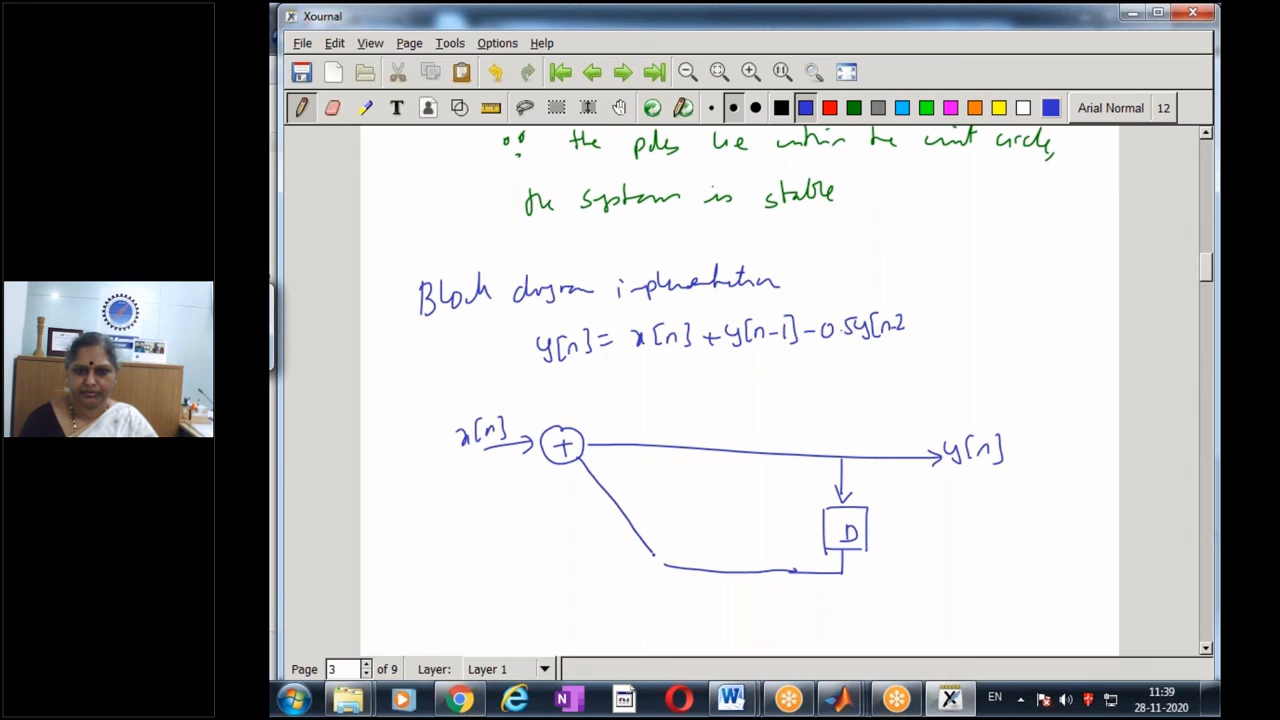 Xournal
File Edit View Page Tools Options Help
Arial Normal 12
∴ the poles lie within the unit circle,
the system is stable
Block diagram implementation
y[n] = x[n] + y[n-1] - 0.5y[n-2
x[n] + y[n]
D
Page 3 of 9 Layer: Layer 1
EN 11:39
28-11-2020